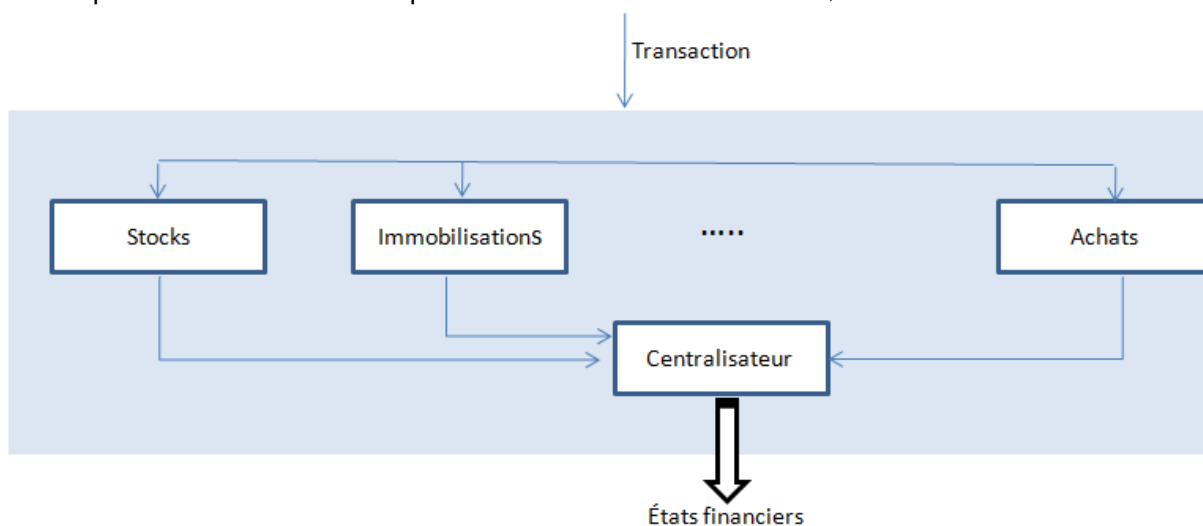 Transaction
Stocks
Immobilisations
.....
Achats
Centralisateur
États financiers